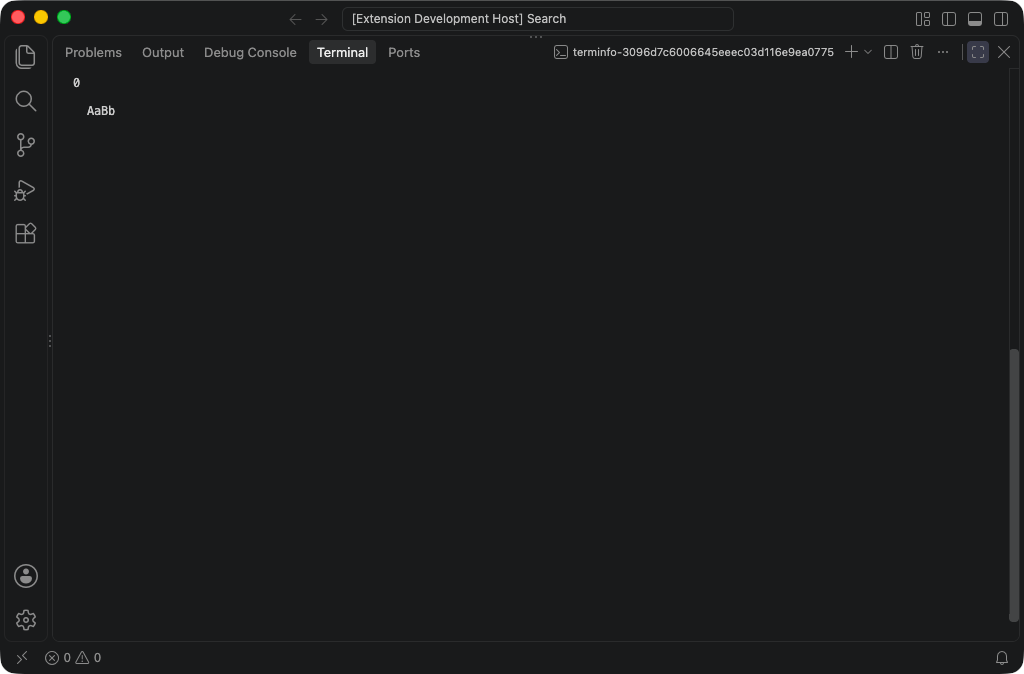 [Extension Development Host] Search
Problems Output Debug Console Terminal Ports terminfo-3096d7c6006645eeec03d116e9ea0775
0
AaBb
0 0